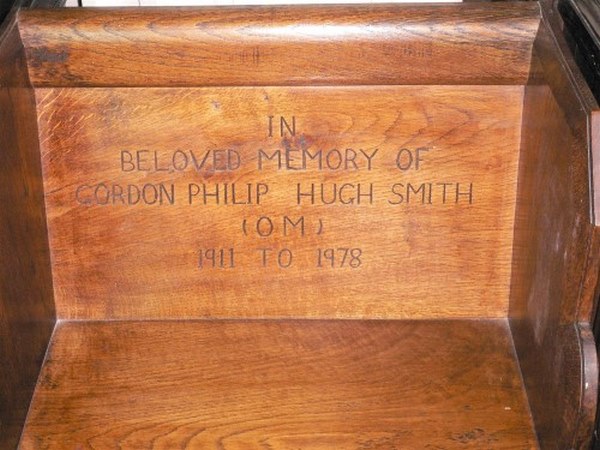 IN
BELOVED MEMORY OF
GORDON PHILIP HUGH SMITH
(OM)
1911 TO 1978